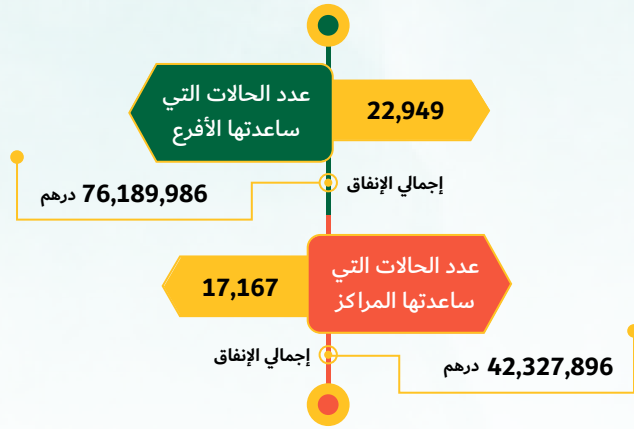 عدد الحالات التي
ساعدتها الأفرع
22,949
إجمالي الإنفاق
76,189,986 درهم
عدد الحالات التي
ساعدتها المراكز
17,167
إجمالي الإنفاق
42,327,896 درهم